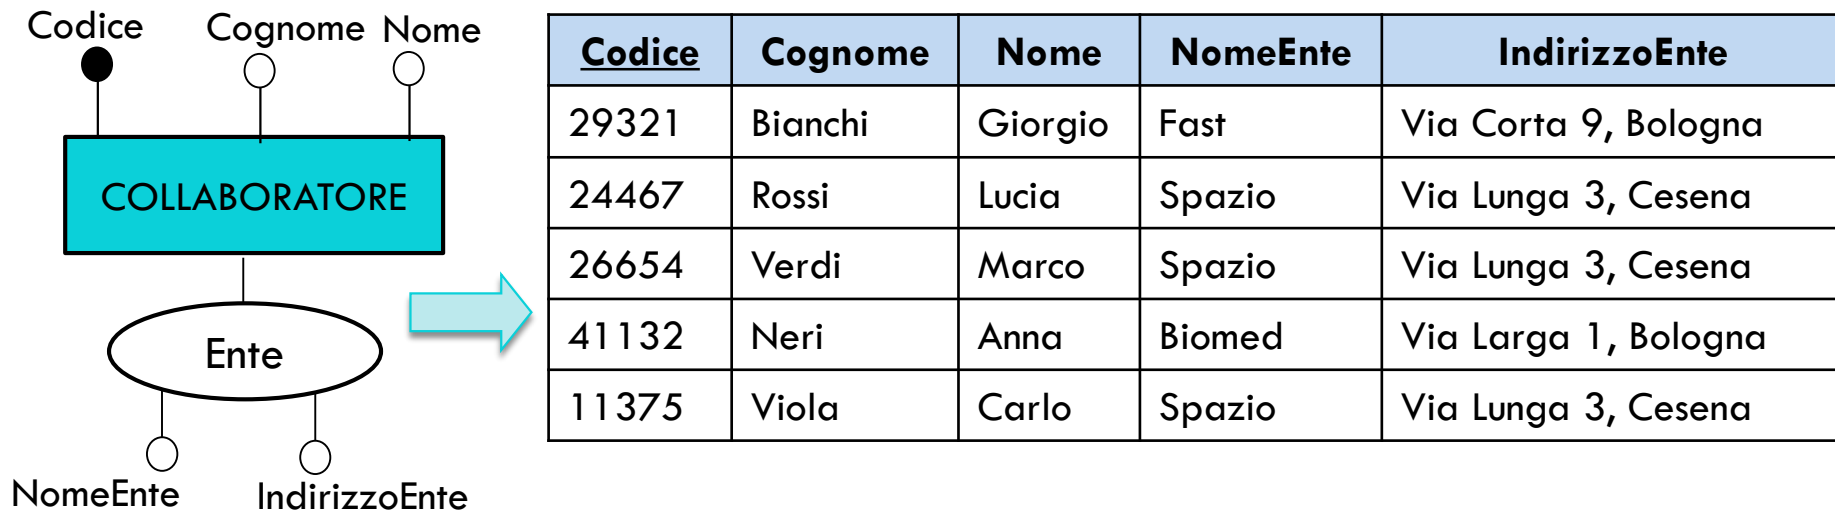 Codice Cognome Nome
COLLABORATORE
Ente
NomeEnte IndirizzoEnte
Codice Cognome Nome NomeEnte IndirizzoEnte
29321 Bianchi Giorgio Fast Via Corta 9, Bologna
24467 Rossi Lucia Spazio Via Lunga 3, Cesena
26654 Verdi Marco Spazio Via Lunga 3, Cesena
41132 Neri Anna Biomed Via Larga 1, Bologna
11375 Viola Carlo Spazio Via Lunga 3, Cesena